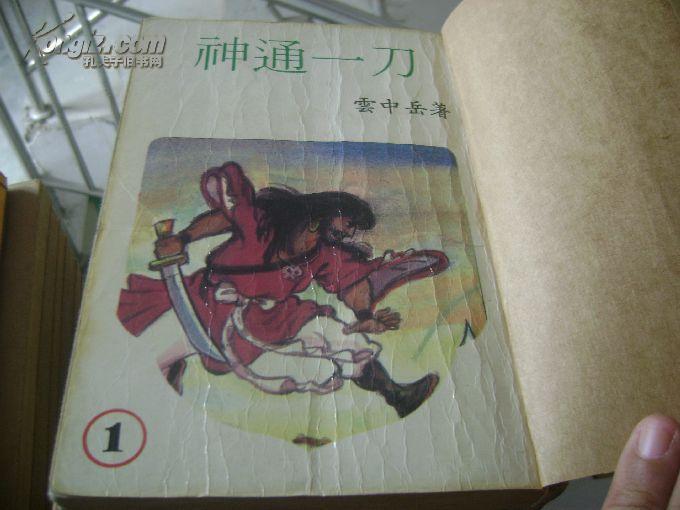 Kongfz.com
孔夫子旧书网
神通一刀
雲中岳著
1